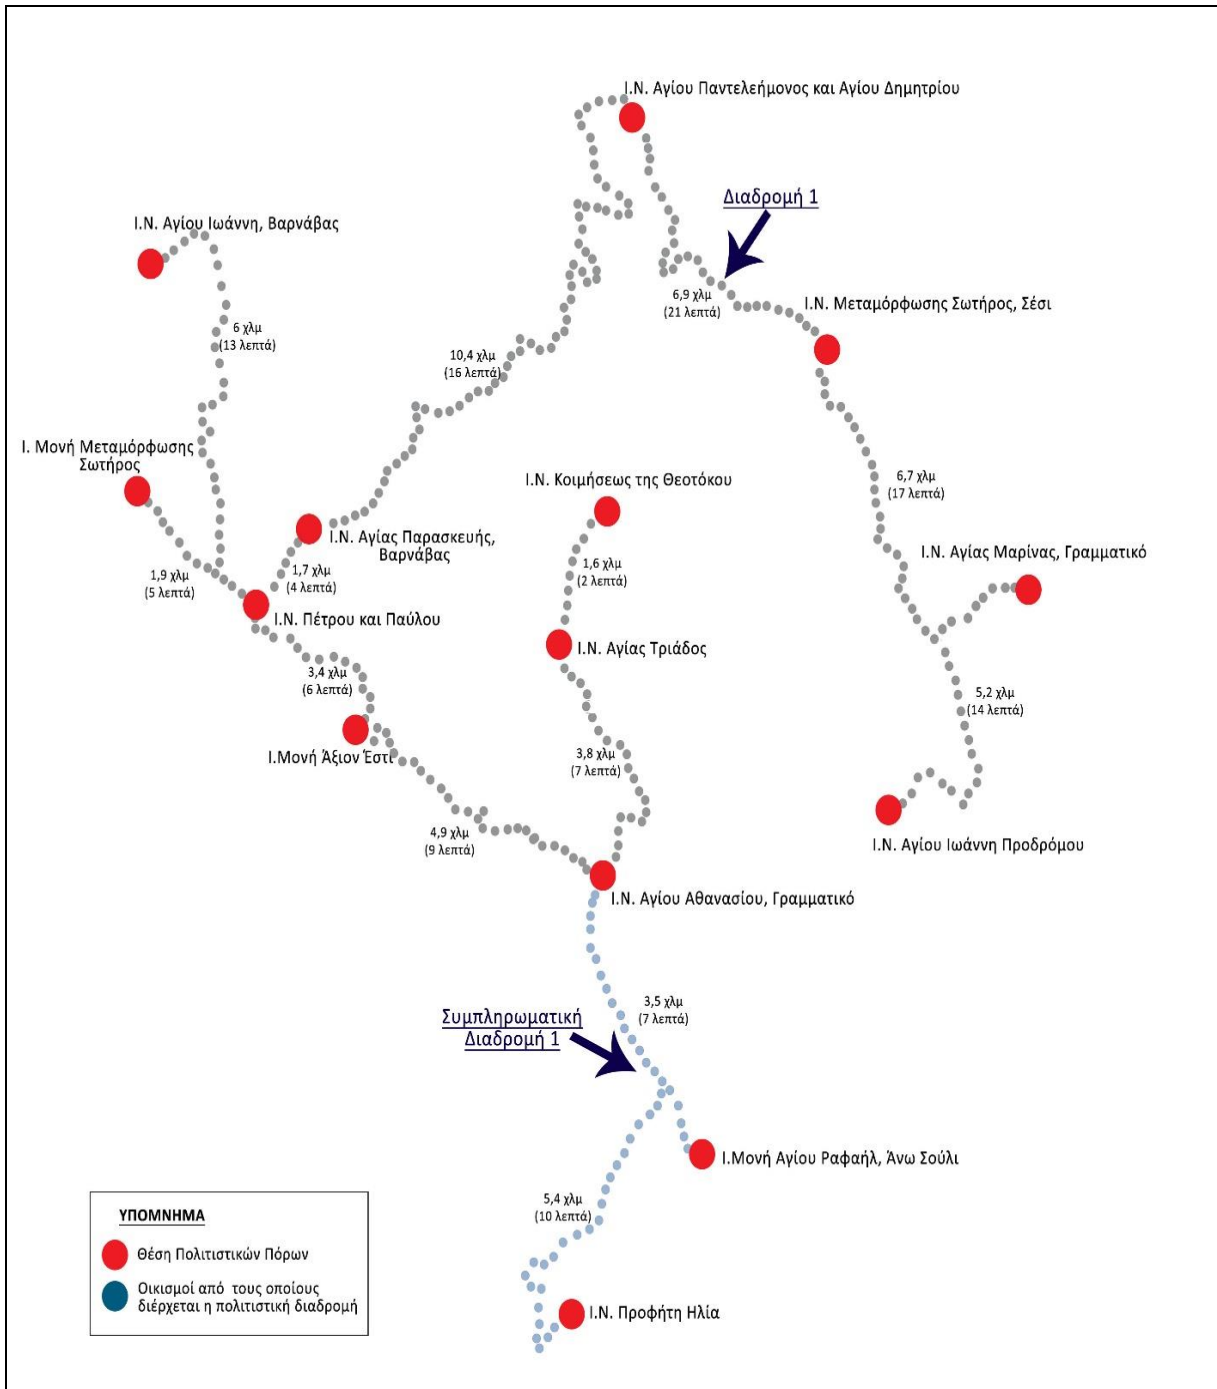 Ι.Ν. Αγίου Παντελεήμονος και Αγίου Δημητρίου
Διαδρομή 1
Ι.Ν. Αγίου Ιωάννη, Βαρνάβας
6,9 χλμ
(21 λεπτά)
Ι.Ν. Μεταμόρφωσης Σωτήρος, Σέσι
6 χλμ
(13 λεπτά)
10,4 χλμ
(16 λεπτά)
Ι. Μονή Μεταμόρφωσης
Σωτήρος
Ι.Ν. Κοιμήσεως της Θεοτόκου
6,7 χλμ
(17 λεπτά)
Ι.Ν. Αγίας Παρασκευής,
Βαρνάβας
Ι.Ν. Αγίας Μαρίνας, Γραμματικό
1,9 χλμ
(5 λεπτά)
1,7 χλμ
(4 λεπτά)
1,6 χλμ
(2 λεπτά)
Ι.Ν. Πέτρου και Παύλου
Ι.Ν. Αγίας Τριάδος
3,4 χλμ
(6 λεπτά)
5,2 χλμ
(14 λεπτά)
Ι.Μονή Άξιον Έστι
3,8 χλμ
(7 λεπτά)
4,9 χλμ
(9 λεπτά)
Ι.Ν. Αγίου Ιωάννη Προδρόμου
Ι.Ν. Αγίου Αθανασίου, Γραμματικό
3,5 χλμ
(7 λεπτά)
Συμπληρωματική
Διαδρομή 1
Ι.Μονή Αγίου Ραφαήλ, Άνω Σούλι
5,4 χλμ
(10 λεπτά)
Ι.Ν. Προφήτη Ηλία
ΥΠΟΜΝΗΜΑ
Θέση Πολιτιστικών Πόρων
Οικισμοί από τους οποίους
διέρχεται η πολιτιστική διαδρομή